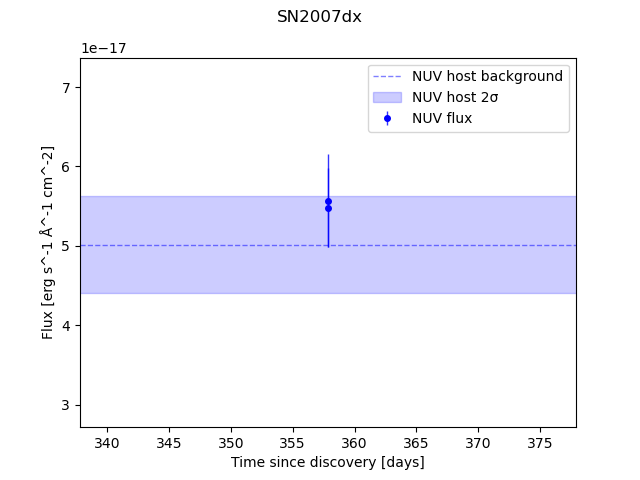 SN2007dx
1e−17
NUV host background
NUV host 2σ
NUV flux
7
6
5
4
3
Flux [erg s^-1 Å^-1 cm^-2]
340 345 350 355 360 365 370 375
Time since discovery [days]